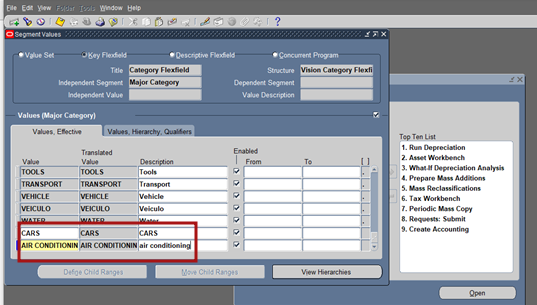 File Edit View Folder Tools Window Help
Segment Values
Value Set Key Flexfield Descriptive Flexfield Concurrent Program
Title Category Flexfield Structure Vision Category Flexfi
Independent Segment Major Category Dependent Segment
Independent Value Value Description
Values (Major Category)
Values, Effective Values, Hierarchy, Qualifiers
Translated Enabled
Value Value Description From To [ ]
TOOLS TOOLS Tools
TRANSPORT TRANSPORT Transport
VEHICLE VEHICLE Vehicle
VEICULO VEICULO Veiculo
WATER WATER Water
CARS CARS CARS
AIR CONDITIONIN AIR CONDITIONIN air conditioning
Define Child Ranges Move Child Ranges View Hierarchies
Top Ten List
1. Run Depreciation
2. Asset Workbench
3. What-If Depreciation Analysis
4. Prepare Mass Additions
5. Mass Reclassifications
6. Tax Workbench
7. Periodic Mass Copy
8. Requests: Submit
9. Create Accounting
Open